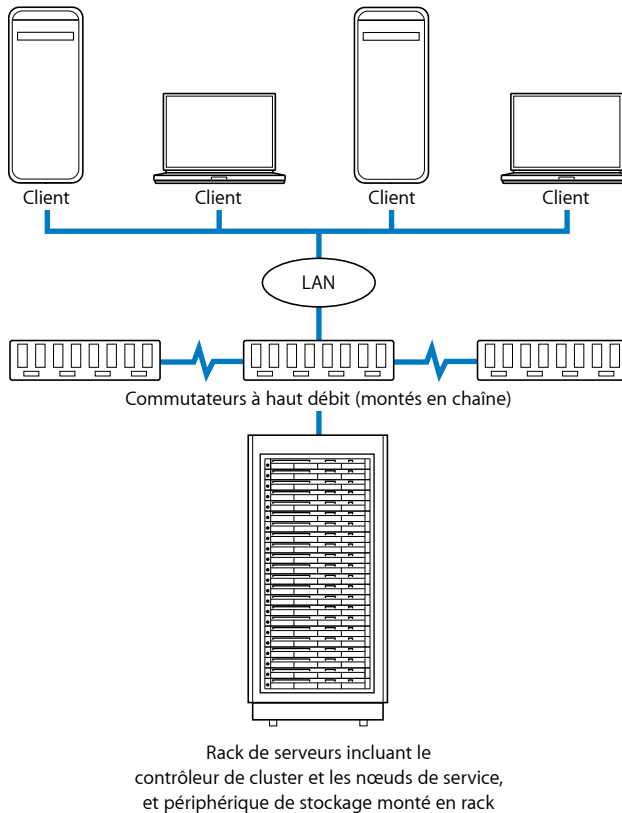 Client
Client
Client
Client
LAN
Commutateurs à haut débit (montés en chaîne)
Rack de serveurs incluant le
contrôleur de cluster et les nœuds de service,
et périphérique de stockage monté en rack